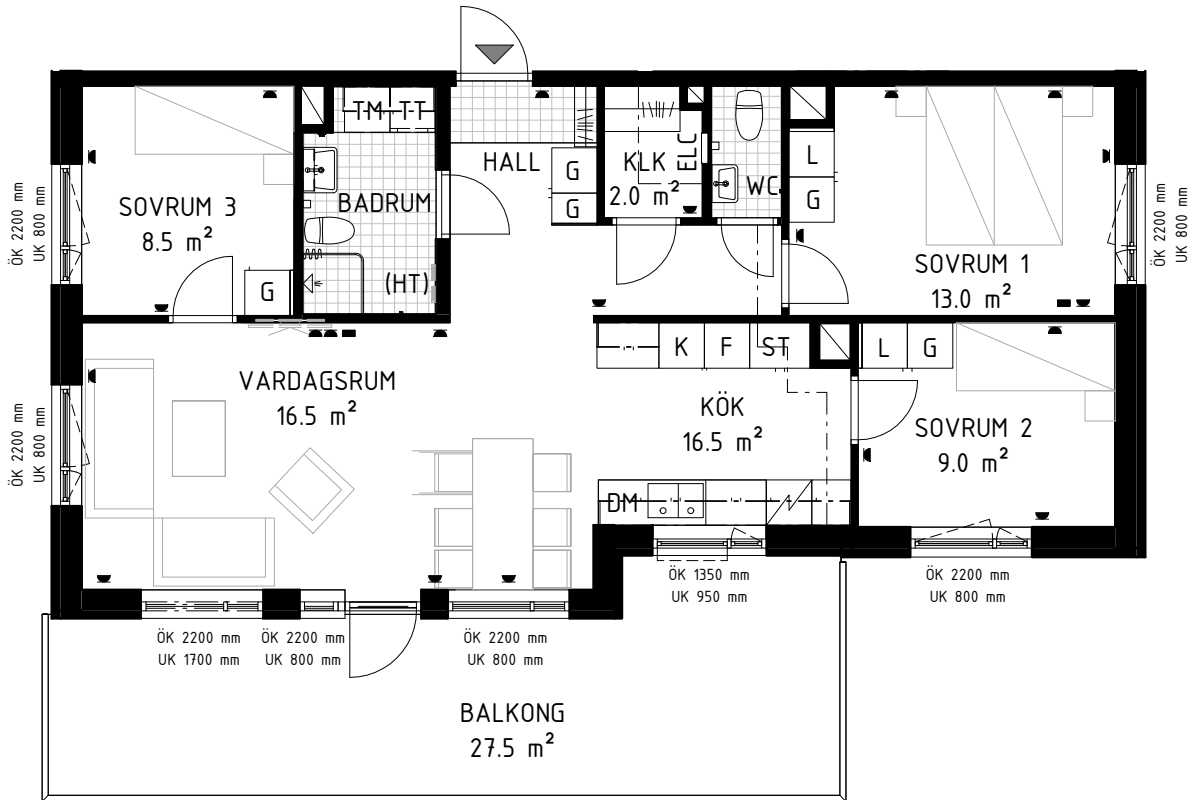 TM
T-T
HALL
G
G
KLK
2.0 m²
ELC
WC
L
G
SOVRUM 3
8.5 m²
BADRUM
(HT)
G
SOVRUM 1
13.0 m²
ÖK 2200 mm
UK 800 mm
ÖK 2200 mm
UK 800 mm
VARDAGSRUM
16.5 m²
K
F
ST
L
G
KÖK
16.5 m²
SOVRUM 2
9.0 m²
ÖK 2200 mm
UK 800 mm
DM
ÖK 1350 mm
UK 950 mm
ÖK 2200 mm
UK 800 mm
ÖK 2200 mm
UK 1700 mm
ÖK 2200 mm
UK 800 mm
ÖK 2200 mm
UK 800 mm
BALKONG
27.5 m²